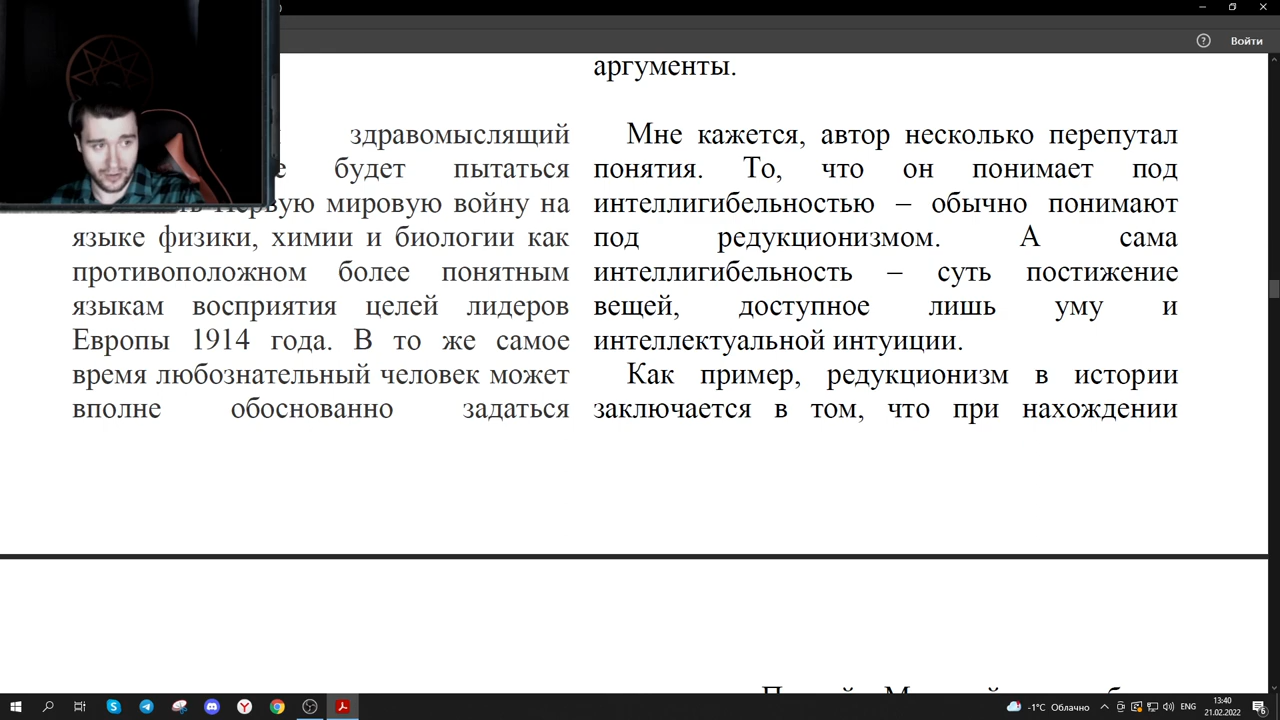 Войти
аргументы.
здравомыслящий
будет пытаться
Первую мировую войну на
языке физики, химии и биологии как
противоположном более понятным
языкам восприятия целей лидеров
Европы 1914 года. В то же самое
время любознательный человек может
вполне обоснованно задаться
Мне кажется, автор несколько перепутал
понятия. То, что он понимает под
интеллигибельностью – обычно понимают
под редукционизмом. А сама
интеллигибельность – суть постижение
вещей, доступное лишь уму и
интеллектуальной интуиции.
Как пример, редукционизм в истории
заключается в том, что при нахождении
-1°C Облачно
ENG
13:40
21.02.2022